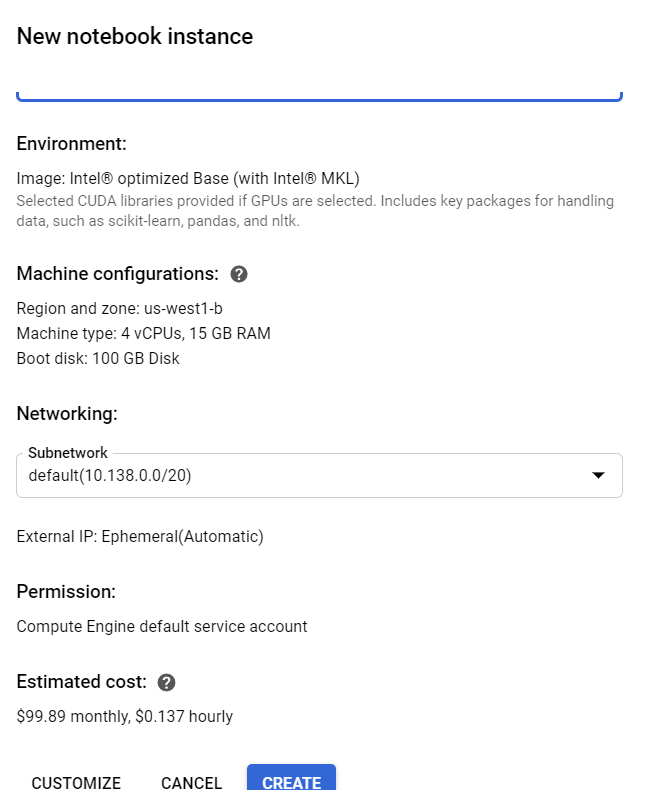 New notebook instance
Environment:
Image: Intel® optimized Base (with Intel® MKL)
Selected CUDA libraries provided if GPUs are selected. Includes key packages for handling
data, such as scikit-learn, pandas, and nltk.
Machine configurations: ?
Region and zone: us-west1-b
Machine type: 4 vCPUs, 15 GB RAM
Boot disk: 100 GB Disk
Networking:
Subnetwork
default(10.138.0.0/20)
External IP: Ephemeral(Automatic)
Permission:
Compute Engine default service account
Estimated cost: ?
$99.89 monthly, $0.137 hourly
CUSTOMIZE CANCEL CREATE